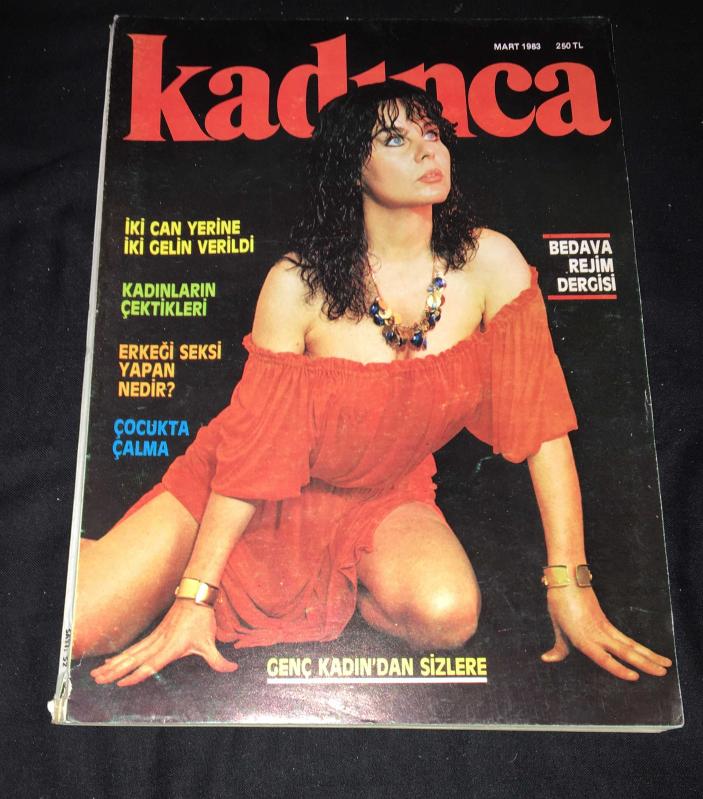 MART 1983 250 TL
kadınca
İKİ CAN YERİNE
İKİ GELİN VERİLDİ
KADINLARIN
ÇEKTİKLERİ
ERKEĞİ SEKSİ
YAPAN
NEDİR?
ÇOCUKTA
ÇALMA
BEDAVA
REJİM
DERGİSİ
GENÇ KADIN'DAN SİZLERE